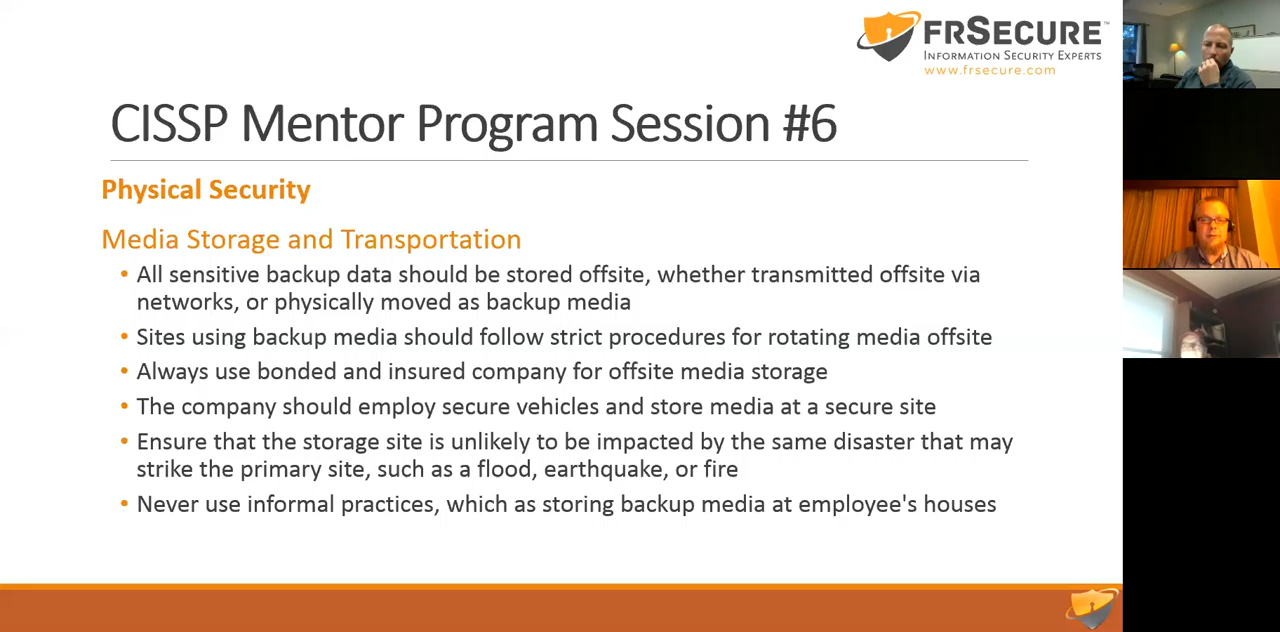 FRSECURE™
INFORMATION SECURITY EXPERTS
www.frsecure.com
CISSP Mentor Program Session #6
Physical Security
Media Storage and Transportation
• All sensitive backup data should be stored offsite, whether transmitted offsite via
networks, or physically moved as backup media
• Sites using backup media should follow strict procedures for rotating media offsite
• Always use bonded and insured company for offsite media storage
• The company should employ secure vehicles and store media at a secure site
• Ensure that the storage site is unlikely to be impacted by the same disaster that may
strike the primary site, such as a flood, earthquake, or fire
• Never use informal practices, which as storing backup media at employee's houses